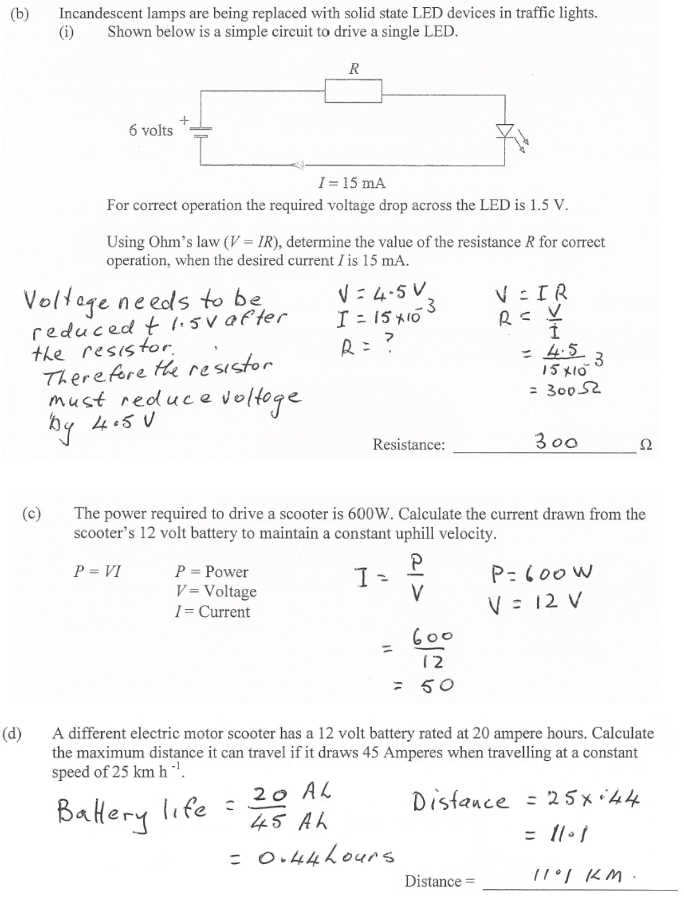 (b) Incandescent lamps are being replaced with solid state LED devices in traffic lights.
(i) Shown below is a simple circuit to drive a single LED.
R
6 volts +
I = 15 mA
For correct operation the required voltage drop across the LED is 1.5 V.
Using Ohm's law (V = IR), determine the value of the resistance R for correct
operation, when the desired current I is 15 mA.
Voltage needs to be
reduced t 1.5V after
the resistor.
Therefore the resistor
must reduce voltage
by 4.5 V
V = 4.5 V
I = 15×10⁻³
R = ?
V = IR
R = V/I
= 4.5/15×10⁻³
= 300Ω
Resistance: 300 Ω
(c) The power required to drive a scooter is 600W. Calculate the current drawn from the
scooter's 12 volt battery to maintain a constant uphill velocity.
P = VI
P = Power
V = Voltage
I = Current
I = P/V
= 600/12
= 50
P = 600 W
V = 12 V
(d) A different electric motor scooter has a 12 volt battery rated at 20 ampere hours. Calculate
the maximum distance it can travel if it draws 45 Amperes when travelling at a constant
speed of 25 km h⁻¹.
Battery life = 20 Ah/45 Ah
= 0.44hours
Distance = 25×.44
= 11.1
Distance = 11.1 KM.